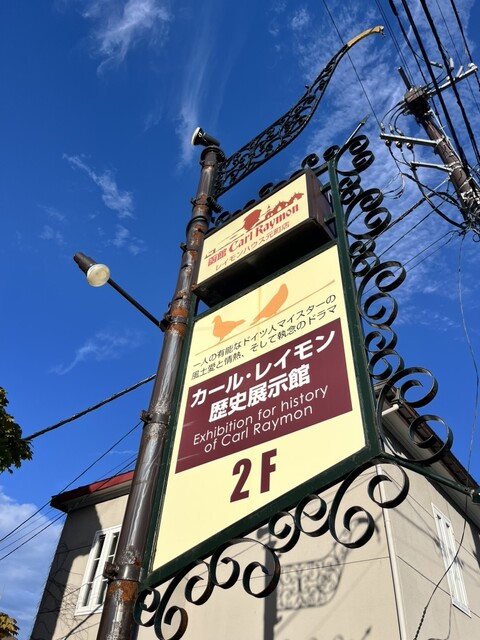 函館 Carl Raymon
レイモンハウス元町店
一人の有能なドイツ人マイスターの
風土愛と情熱、そして執念のドラマ
カール・レイモン
歴史展示館
Exhibition for history
of Carl Raymon
2F